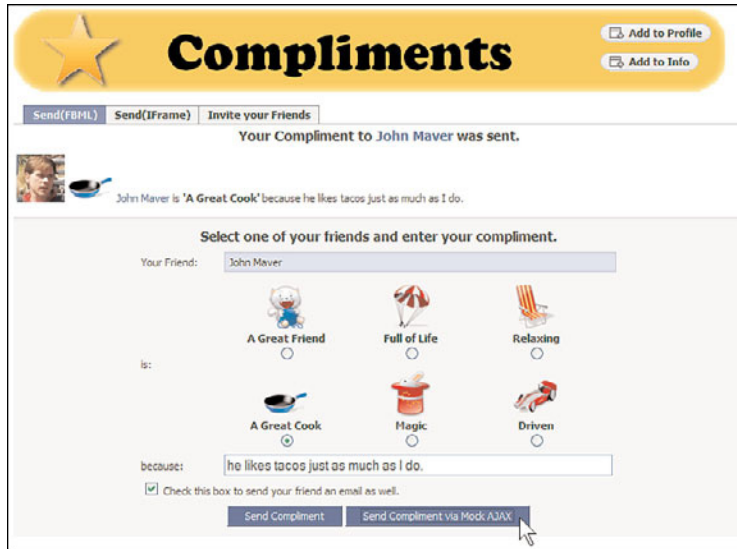 Compliments
Add to Profile
Add to Info
Send(FBML) Send(IFrame) Invite your Friends
Your Compliment to John Maver was sent.
John Maver is 'A Great Cook' because he likes tacos just as much as I do.
Select one of your friends and enter your compliment.
Your Friend: John Maver
A Great Friend Full of Life Relaxing
is:
A Great Cook Magic Driven
because: he likes tacos just as much as I do.
Check this box to send your friend an email as well.
Send Compliment Send Compliment via Mock AJAX